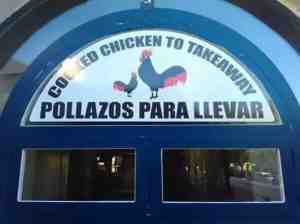 COOKED CHICKEN TO TAKEAWAY
POLLAZOS PARA LLEVAR